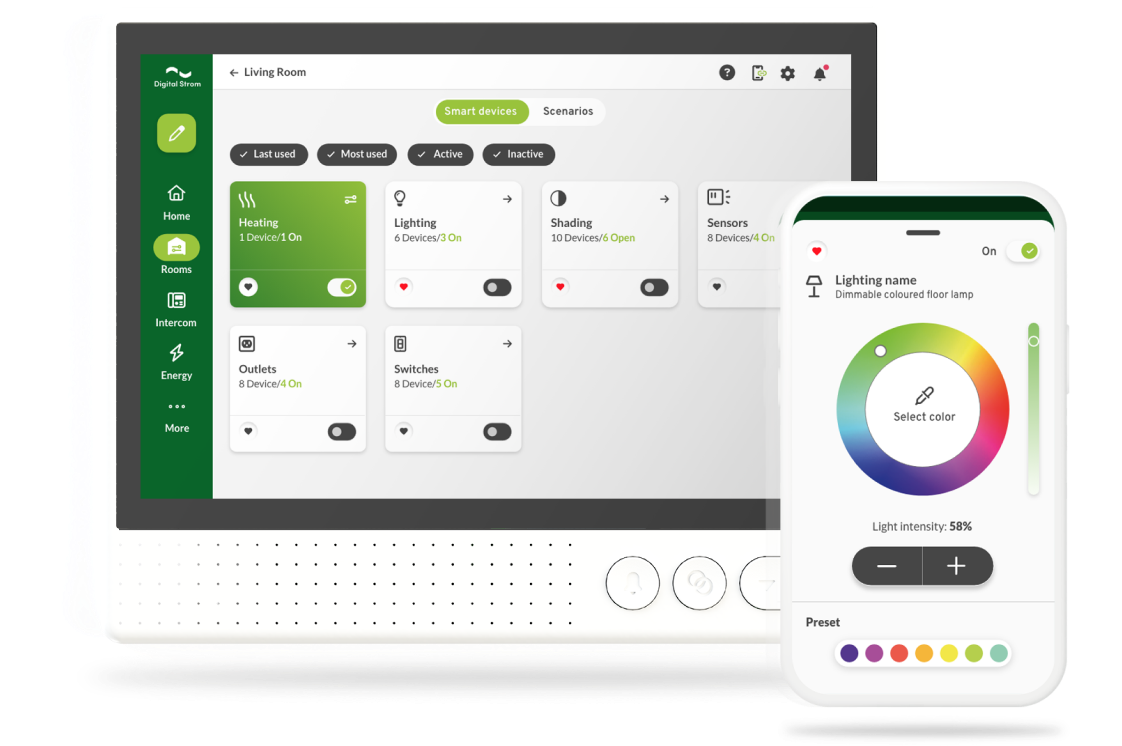 Digital Strom
Living Room
Smart devices
Scenarios
Last used
Most used
Active
Inactive
Home
Rooms
Intercom
Energy
More
Heating
1 Device/1 On
Lighting
6 Devices/3 On
Shading
10 Devices/6 Open
Sensors
8 Devices/4 On
Outlets
8 Device/4 On
Switches
8 Device/5 On
On
Lighting name
Dimmable coloured floor lamp
Select color
Light intensity: 58%
Preset